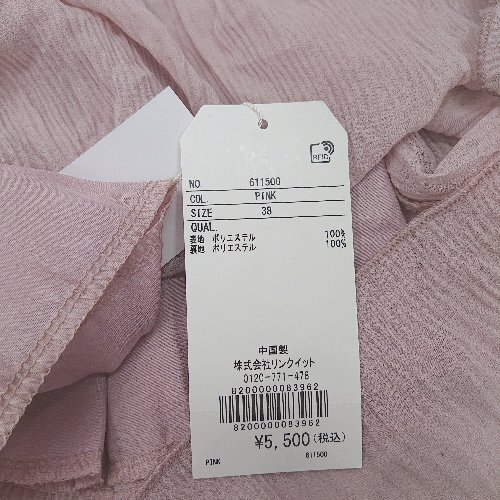 RFID
NO. 611500
COL. PINK
SIZE 38
QUAL.
表地 ポリエステル 100%
裏地 ポリエステル 100%
中国製
株式会社リンクイット
0120-771-476
8200000083962
8200000083962
¥5,500(税込)
PINK 611500